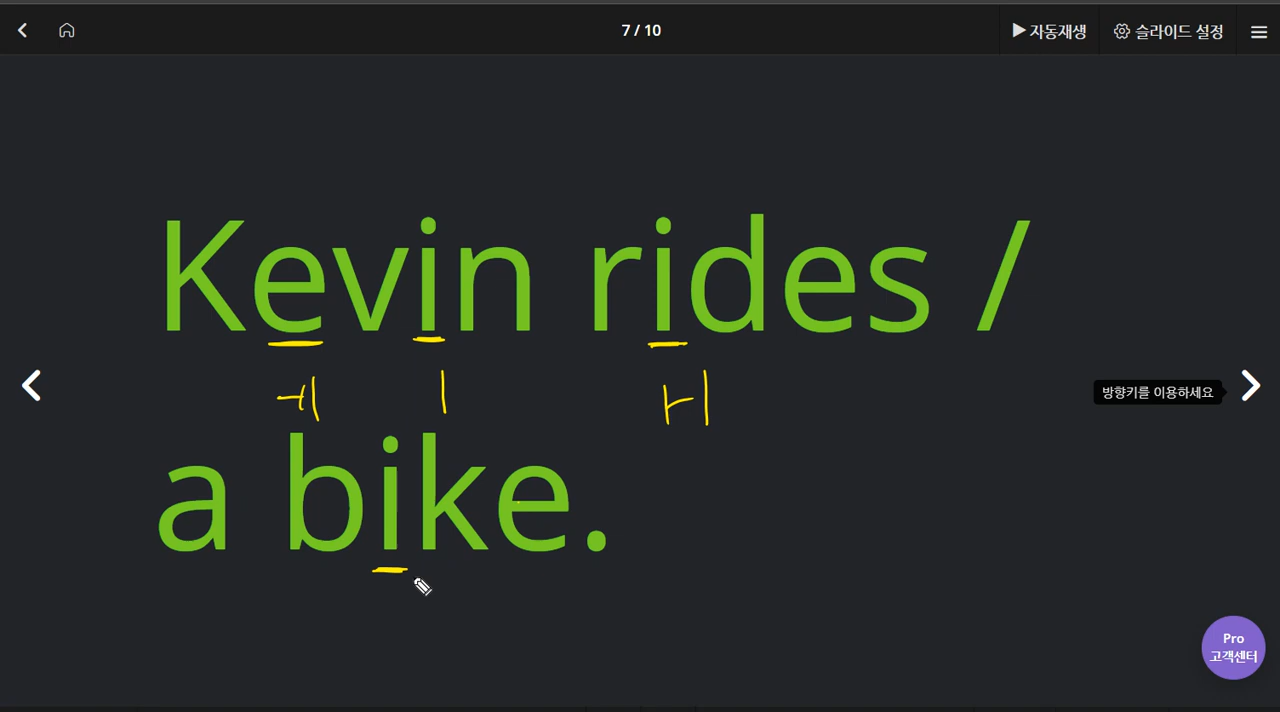 7 / 10
▶ 자동재생
슬라이드 설정
Kevin rides /
ㅔ ㅣ ㅐ
방향키를 이용하세요
a bike.
Pro
고객센터